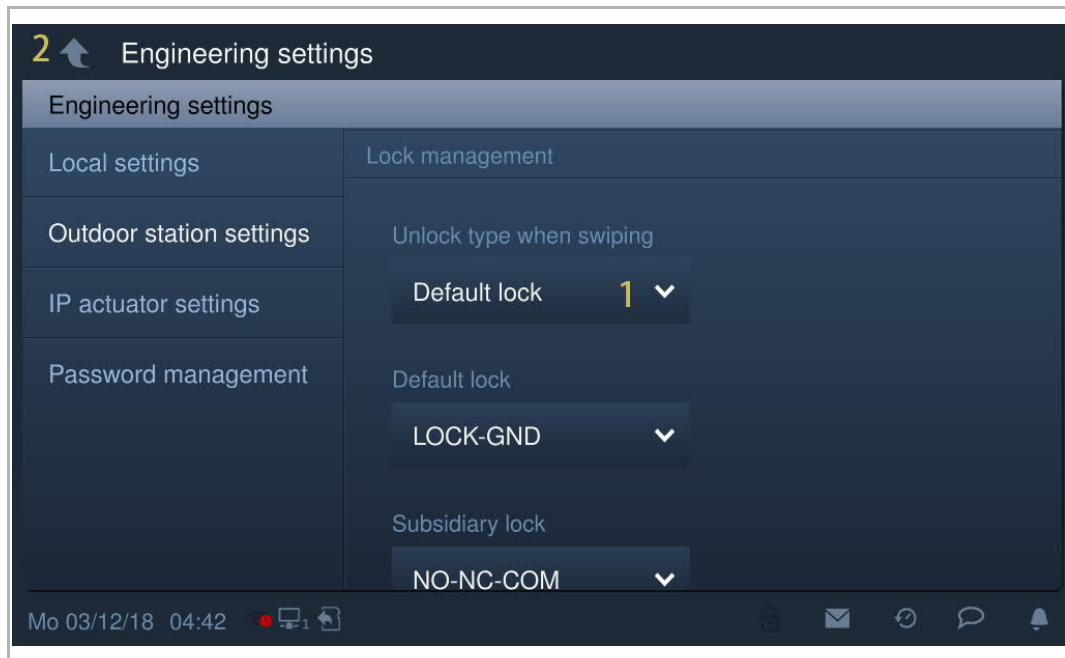 2 Engineering settings
Engineering settings
Local settings
Outdoor station settings
IP actuator settings
Password management
Lock management
Unlock type when swiping
Default lock 1
Default lock
LOCK-GND
Subsidiary lock
NO-NC-COM
Mo 03/12/18 04:42 1